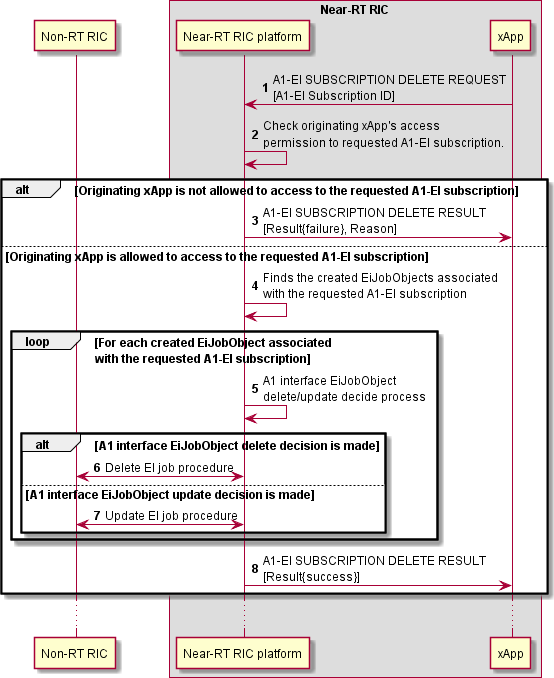 Near-RT RIC
Non-RT RIC
Near-RT RIC platform
xApp
1 A1-EI SUBSCRIPTION DELETE REQUEST
[A1-EI Subscription ID]
2 Check originating xApp's access
permission to requested A1-EI subscription.
alt [Originating xApp is not allowed to access to the requested A1-EI subscription]
3 A1-EI SUBSCRIPTION DELETE RESULT
[Result{failure}, Reason]
[Originating xApp is allowed to access to the requested A1-EI subscription]
4 Finds the created EiJobObjects associated
with the requested A1-EI subscription
loop [For each created EiJobObject associated
with the requested A1-EI subscription]
5 A1 interface EiJobObject
delete/update decide process
alt [A1 interface EiJobObject delete decision is made]
6 Delete EI job procedure
[A1 interface EiJobObject update decision is made]
7 Update EI job procedure
8 A1-EI SUBSCRIPTION DELETE RESULT
[Result{success}]
Non-RT RIC
Near-RT RIC platform
xApp